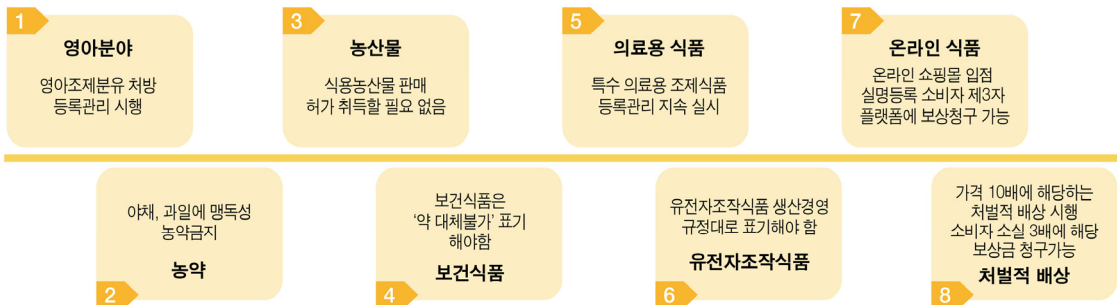 1
영아분야
영아조제분유 처방
등록관리 시행
3
농산물
식용농산물 판매
허가 취득할 필요 없음
5
의료용 식품
특수 의료용 조제식품
등록관리 지속 실시
7
온라인 식품
온라인 쇼핑몰 입점
실명등록 소비자 제3자
플랫폼에 보상청구 가능
야채, 과일에 맹독성
농약금지
농약
2
보건식품은
‘약 대체불가’ 표기
해야함
보건식품
4
유전자조작식품 생산경영
규정대로 표기해야 함
유전자조작식품
6
가격 10배에 해당하는
처벌적 배상 시행
소비자 소실 3배에 해당
보상금 청구가능
처벌적 배상
8